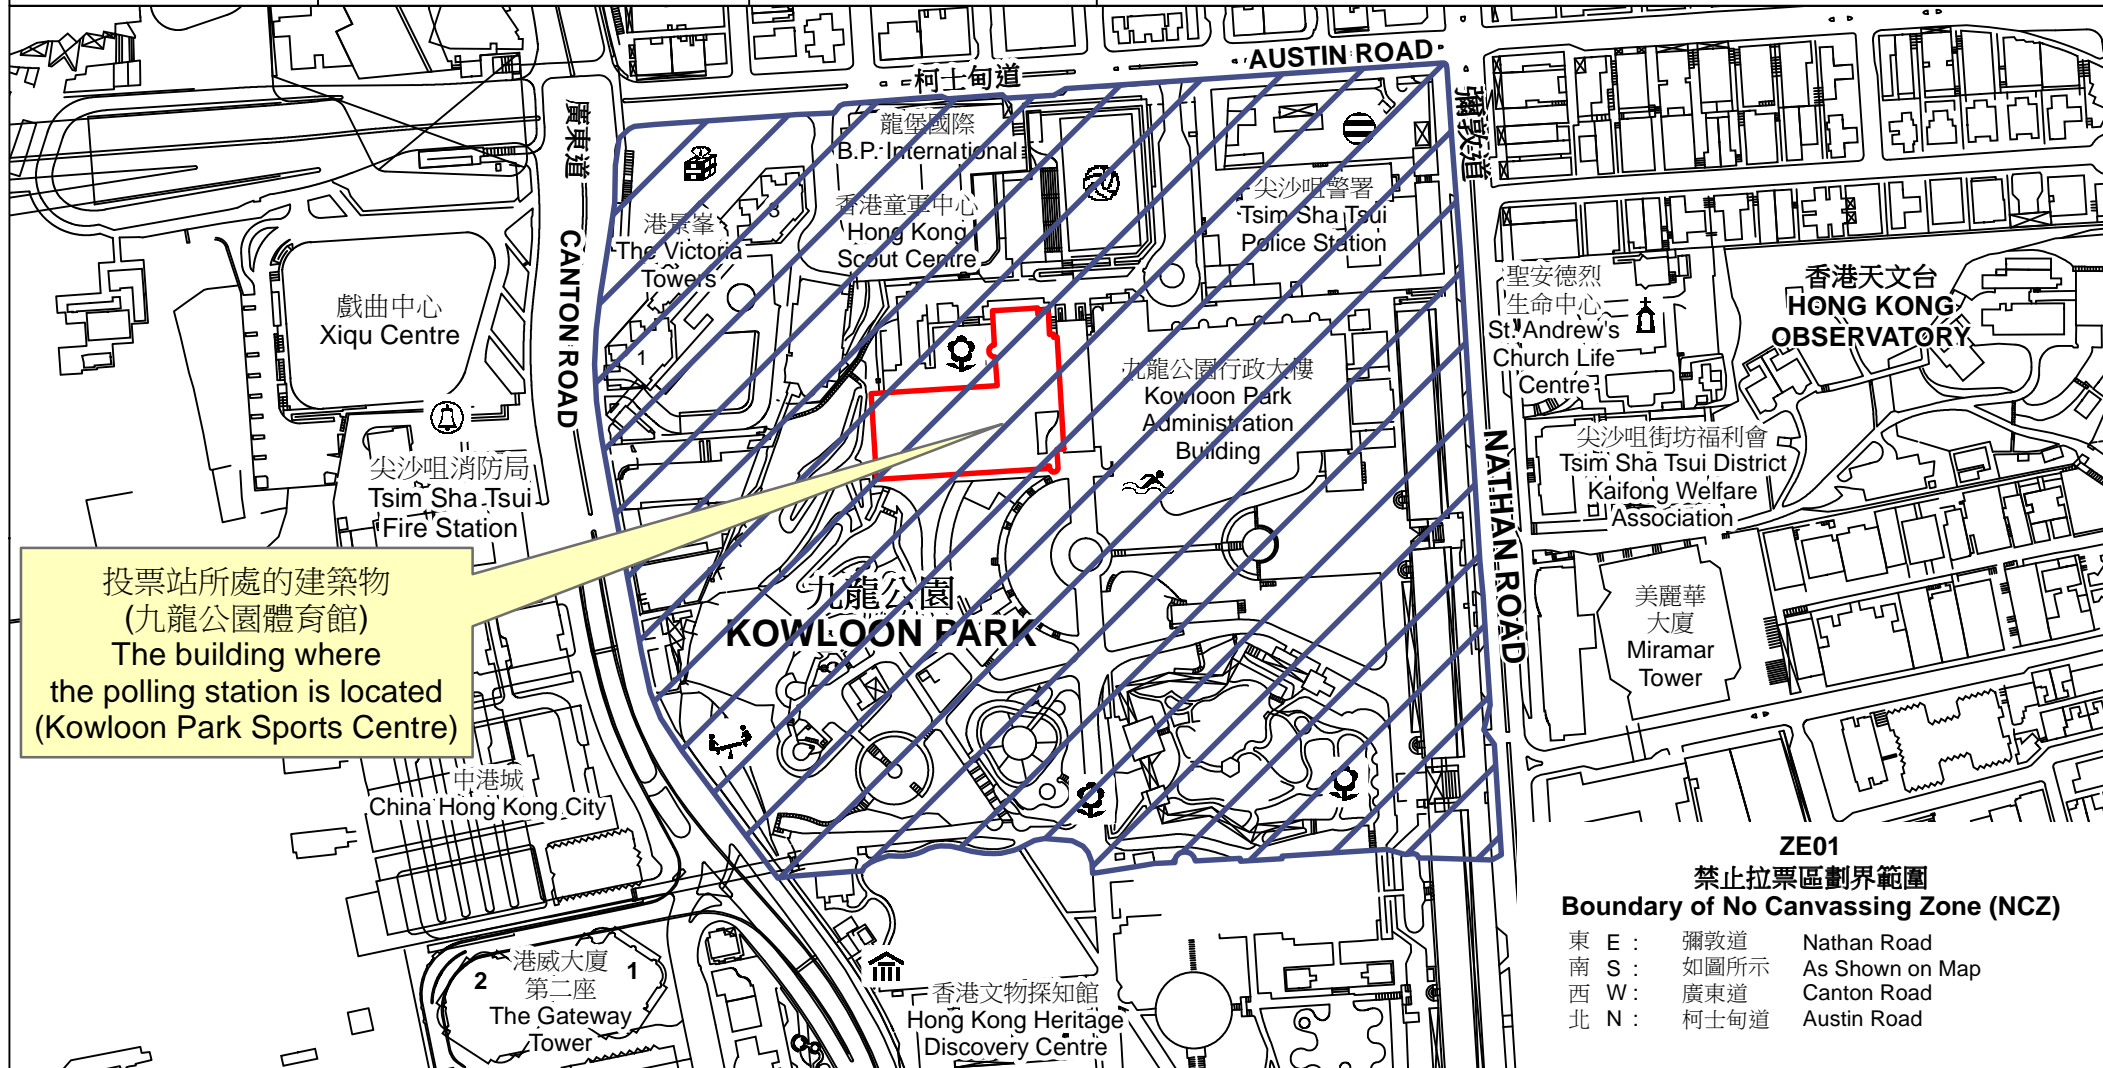 柯士甸道
AUSTIN ROAD
廣東道
CANTON ROAD
彌敦道
NATHAN ROAD
龍堡國際
B.P. International
香港童軍中心
Hong Kong
Scout Centre
港景峯
The Victoria
Towers
3
1
尖沙咀警署
Tsim Sha Tsui
Police Station
戲曲中心
Xiqu Centre
聖安德烈
生命中心
St. Andrew's
Church Life
Centre
香港天文台
HONG KONG
OBSERVATORY
九龍公園行政大樓
Kowloon Park
Administration
Building
尖沙咀消防局
Tsim Sha Tsui
Fire Station
尖沙咀街坊福利會
Tsim Sha Tsui District
Kaifong Welfare
Association
投票站所處的建築物
(九龍公園體育館)
The building where
the polling station is located
(Kowloon Park Sports Centre)
九龍公園
KOWLOON PARK
美麗華
大廈
Miramar
Tower
中港城
China Hong Kong City
港威大廈
第二座
The Gateway
Tower
2
1
香港文物探知館
Hong Kong Heritage
Discovery Centre
ZE01
禁止拉票區劃界範圍
Boundary of No Canvassing Zone (NCZ)
東 E : 彌敦道 Nathan Road
南 S : 如圖所示 As Shown on Map
西 W : 廣東道 Canton Road
北 N : 柯士甸道 Austin Road